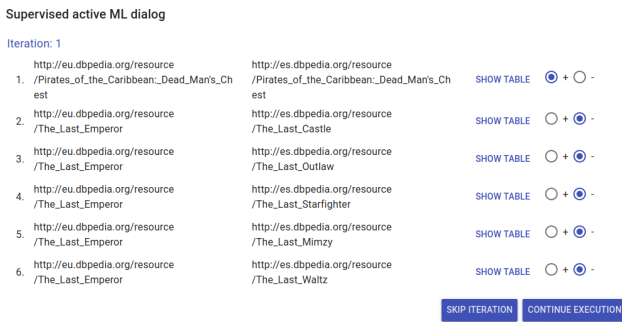 Supervised active ML dialog
Iteration: 1
http://eu.dbpedia.org/resource http://es.dbpedia.org/resource
1. /Pirates_of_the_Caribbean:_Dead_Man's_Ch /Pirates_of_the_Caribbean:_Dead_Man's_Ch SHOW TABLE + -
est est
http://eu.dbpedia.org/resource http://es.dbpedia.org/resource
2. /The_Last_Emperor /The_Last_Castle SHOW TABLE + -
http://eu.dbpedia.org/resource http://es.dbpedia.org/resource
3. /The_Last_Emperor /The_Last_Outlaw SHOW TABLE + -
http://eu.dbpedia.org/resource http://es.dbpedia.org/resource
4. /The_Last_Emperor /The_Last_Starfighter SHOW TABLE + -
http://eu.dbpedia.org/resource http://es.dbpedia.org/resource
5. /The_Last_Emperor /The_Last_Mimzy SHOW TABLE + -
http://eu.dbpedia.org/resource http://es.dbpedia.org/resource
6. /The_Last_Emperor /The_Last_Waltz SHOW TABLE + -
SKIP ITERATION CONTINUE EXECUTION